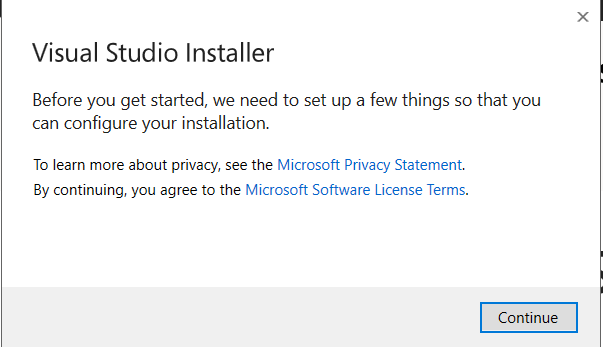 Visual Studio Installer
Before you get started, we need to set up a few things so that you
can configure your installation.
To learn more about privacy, see the Microsoft Privacy Statement.
By continuing, you agree to the Microsoft Software License Terms.
Continue